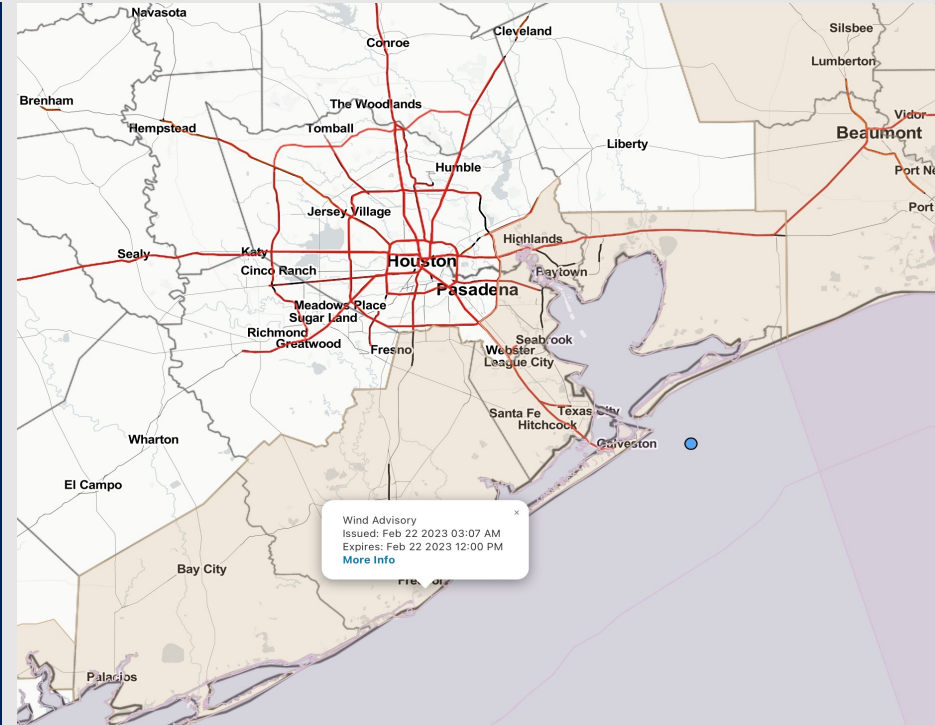 Navasota
Silsbee
Cleveland
Conroe
Lumberton
Brenham
The Woodlands
Vidor
Hempstead
Tomball
Beaumont
Liberty
Humble
Port Ne
Port
Jersey Village
Highlands
Sealy
Katy
Houston
Cinco Ranch
Baytown
Pasadena
Meadows Place
Sugar Land
Richmond
Greatwood
Seabrook
Fresno
Webster
League City
Santa Fe
Texas City
Hitchcock
Wharton
Galveston
El Campo
×
Wind Advisory
Issued: Feb 22 2023 03:07 AM
Expires: Feb 22 2023 12:00 PM
More Info
Bay City
Palacios